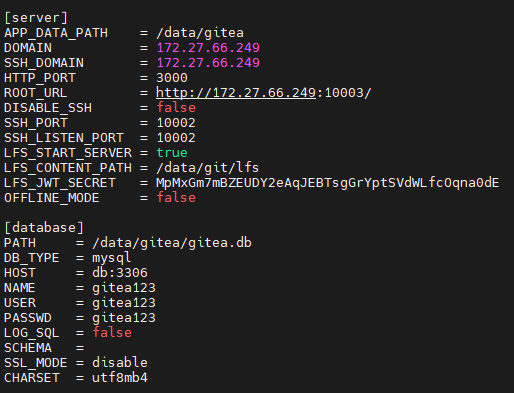 [server]
APP_DATA_PATH    = /data/gitea
DOMAIN           = 172.27.66.249
SSH_DOMAIN       = 172.27.66.249
HTTP_PORT        = 3000
ROOT_URL         = http://172.27.66.249:10003/
DISABLE_SSH      = false
SSH_PORT         = 10002
SSH_LISTEN_PORT  = 10002
LFS_START_SERVER = true
LFS_CONTENT_PATH = /data/git/lfs
LFS_JWT_SECRET   = MpMxGm7mBZEUDY2eAqJEBTsgGrYptSVdWLfcOqna0dE
OFFLINE_MODE     = false

[database]
PATH     = /data/gitea/gitea.db
DB_TYPE  = mysql
HOST     = db:3306
NAME     = gitea123
USER     = gitea123
PASSWD   = gitea123
LOG_SQL  = false
SCHEMA   =
SSL_MODE = disable
CHARSET  = utf8mb4